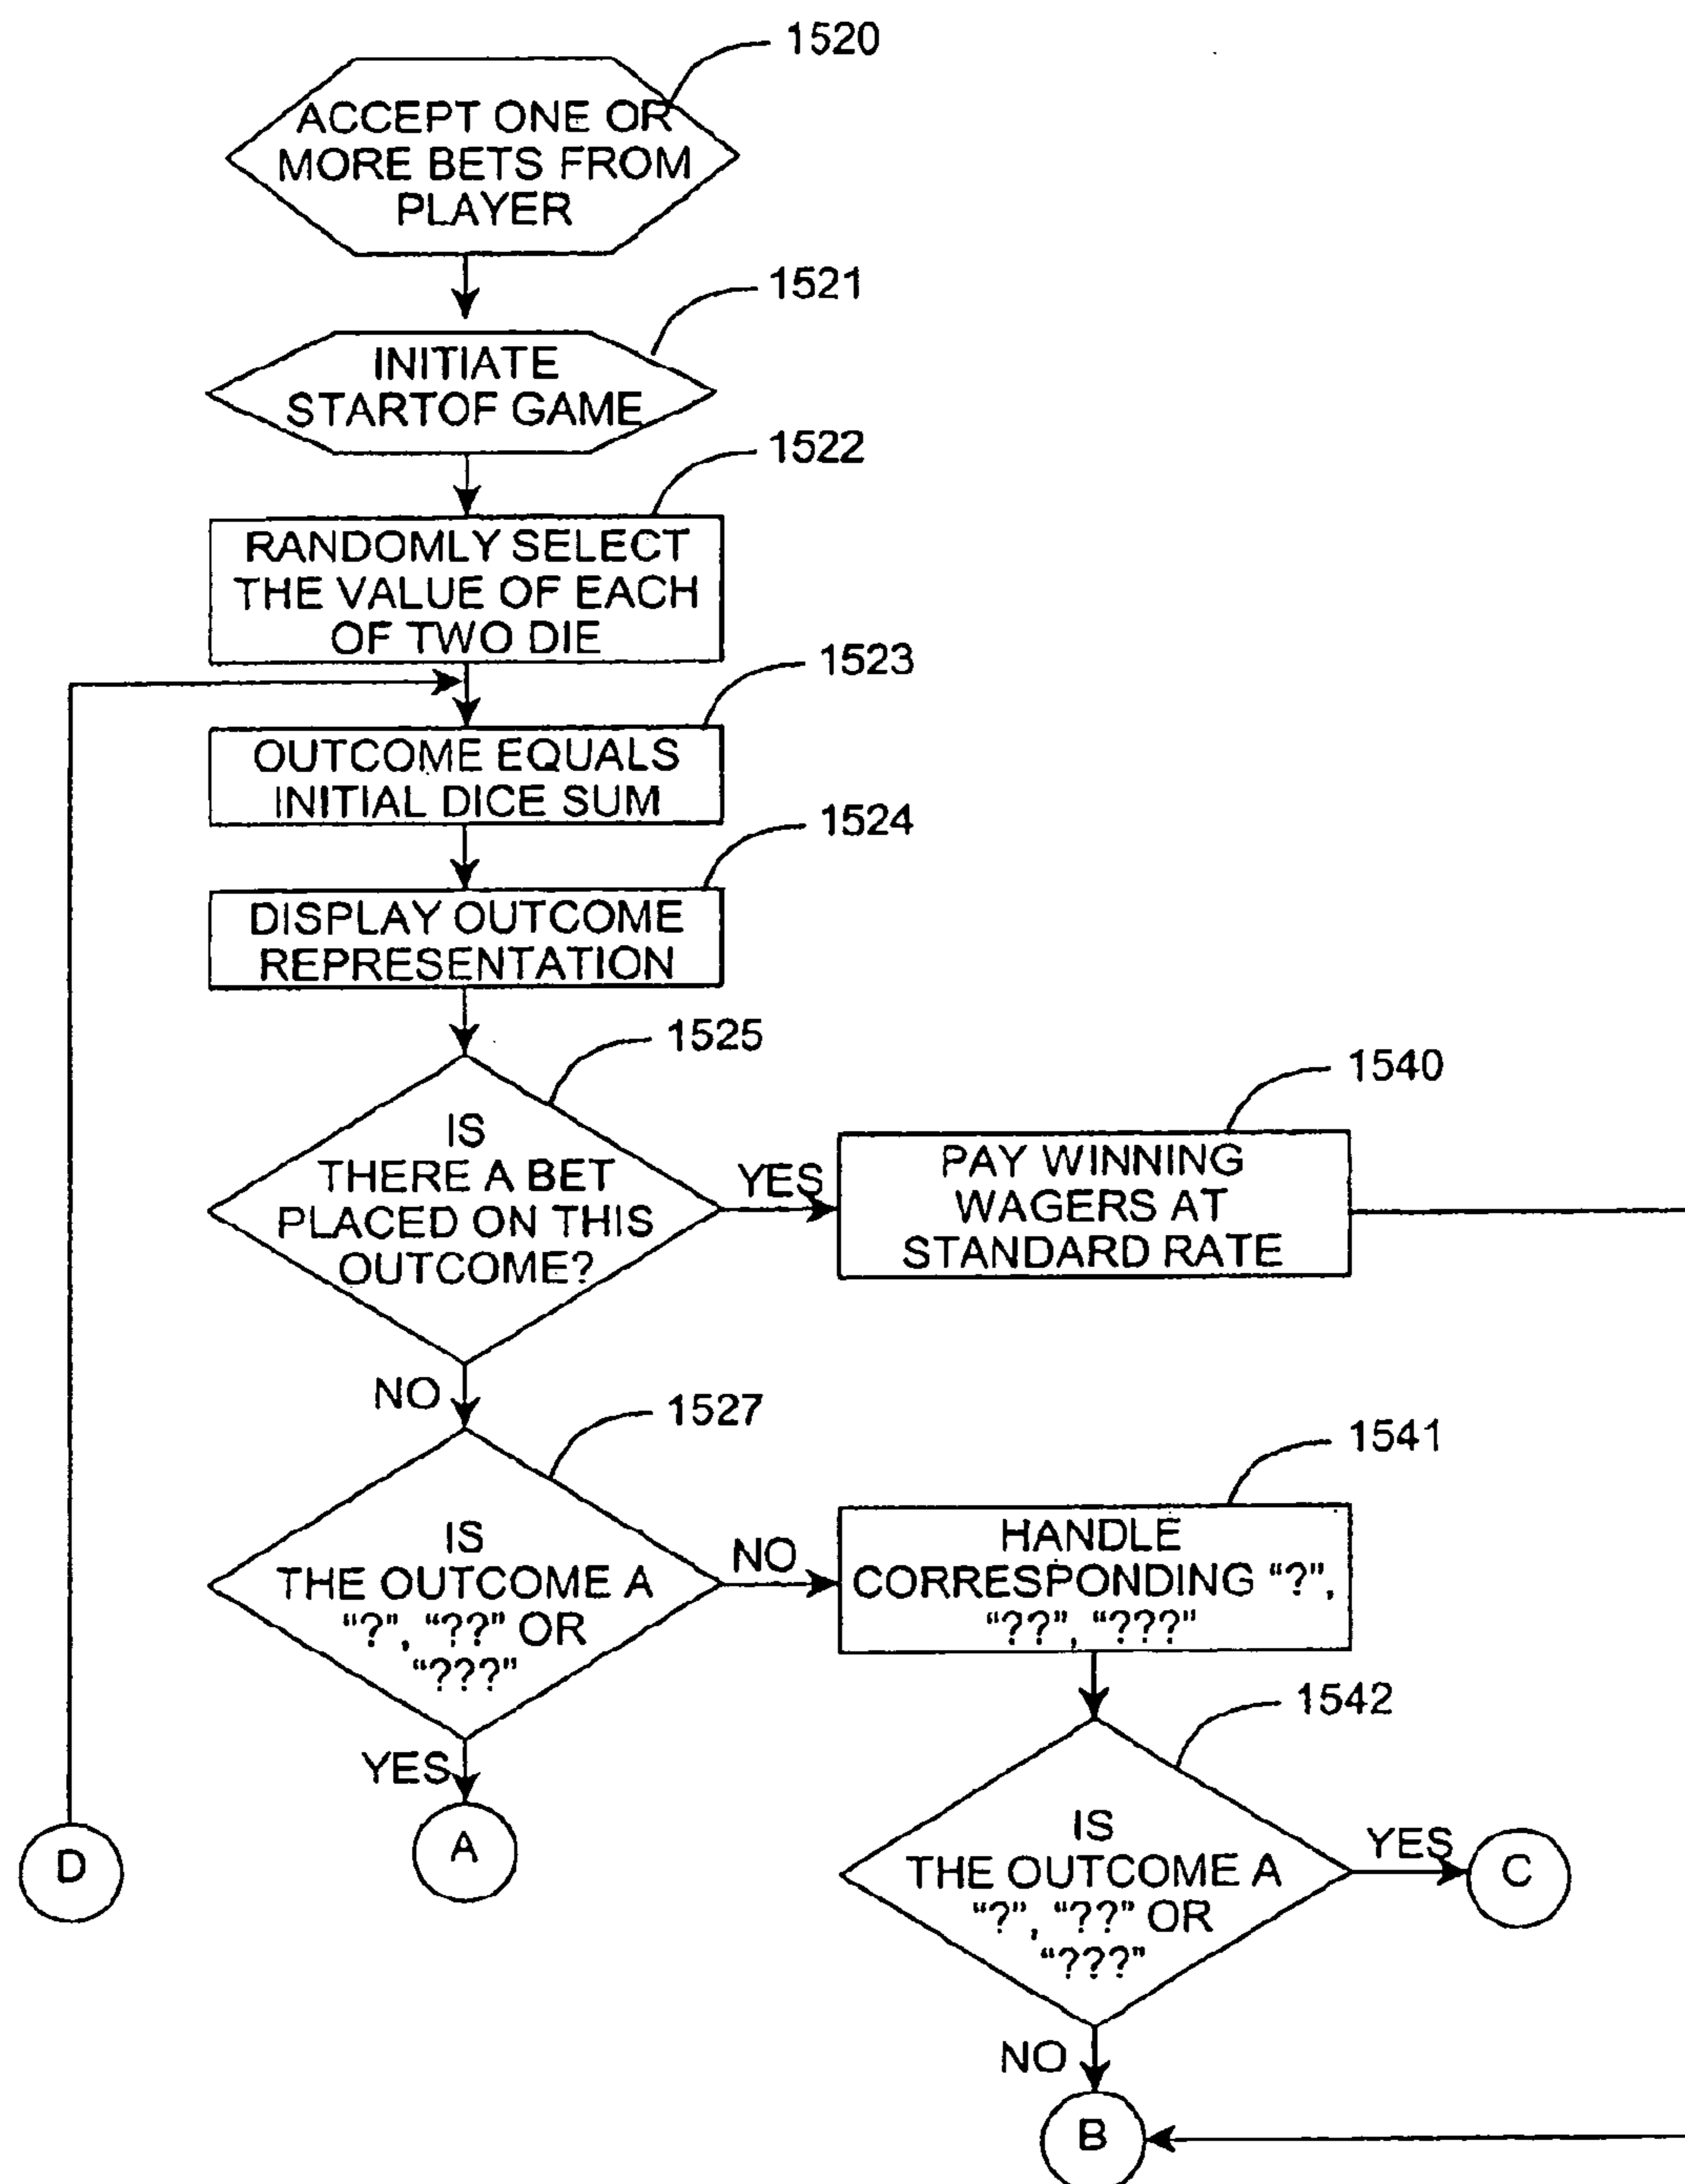 1520
ACCEPT ONE OR
MORE BETS FROM
PLAYER
1521
INITIATE
STARTOF GAME
1522
RANDOMLY SELECT
THE VALUE OF EACH
OF TWO DIE
1523
OUTCOME EQUALS
INITIAL DICE SUM
1524
DISPLAY OUTCOME
REPRESENTATION
1525
IS
THERE A BET
PLACED ON THIS
OUTCOME?
YES
1540
PAY WINNING
WAGERS AT
STANDARD RATE
NO
1527
IS
THE OUTCOME A
“?”, “??” OR
“???”
NO
1541
HANDLE
CORRESPONDING “?”,
“??”, “???”
YES
A
D
1542
IS
THE OUTCOME A
“?”, “??” OR
“???”
YES
C
NO
B